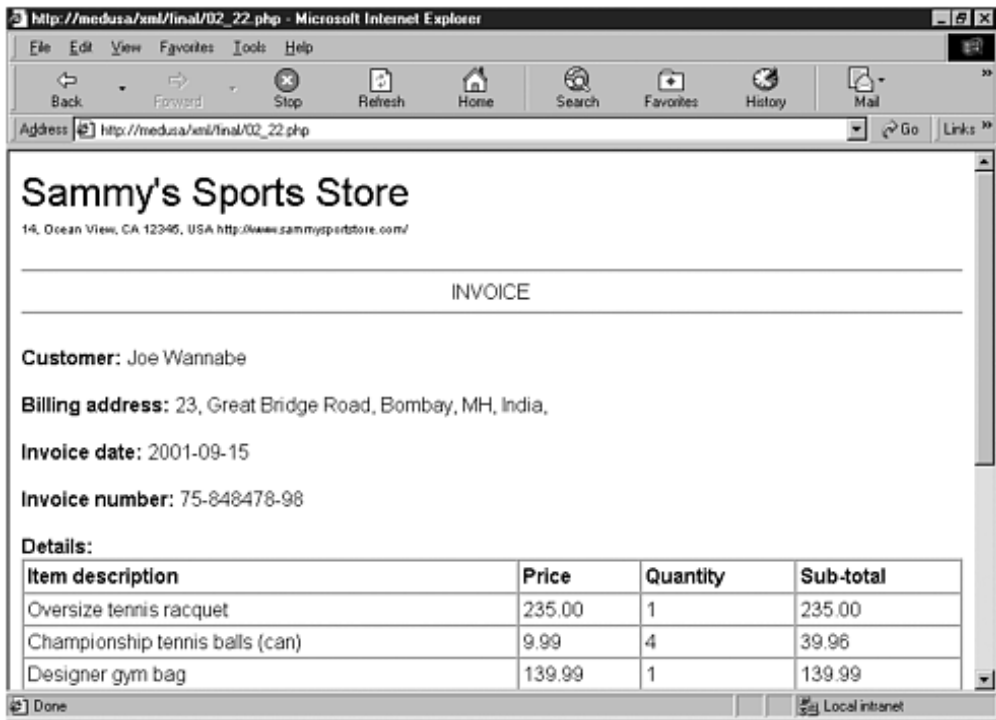 http://medusa/xml/final/02_22.php - Microsoft Internet Explorer
File Edit View Favorites Tools Help
Back Forward Stop Refresh Home Search Favorites History Mail »
Address http://medusa/xml/final/02_22.php Go Links »
Sammy's Sports Store
14, Ocean View, CA 12345, USA http://www.sammysportstore.com/
INVOICE
Customer: Joe Wannabe
Billing address: 23, Great Bridge Road, Bombay, MH, India,
Invoice date: 2001-09-15
Invoice number: 75-848478-98
Details:
Item description Price Quantity Sub-total
Oversize tennis racquet 235.00 1 235.00
Championship tennis balls (can) 9.99 4 39.96
Designer gym bag 139.99 1 139.99
Done Local intranet